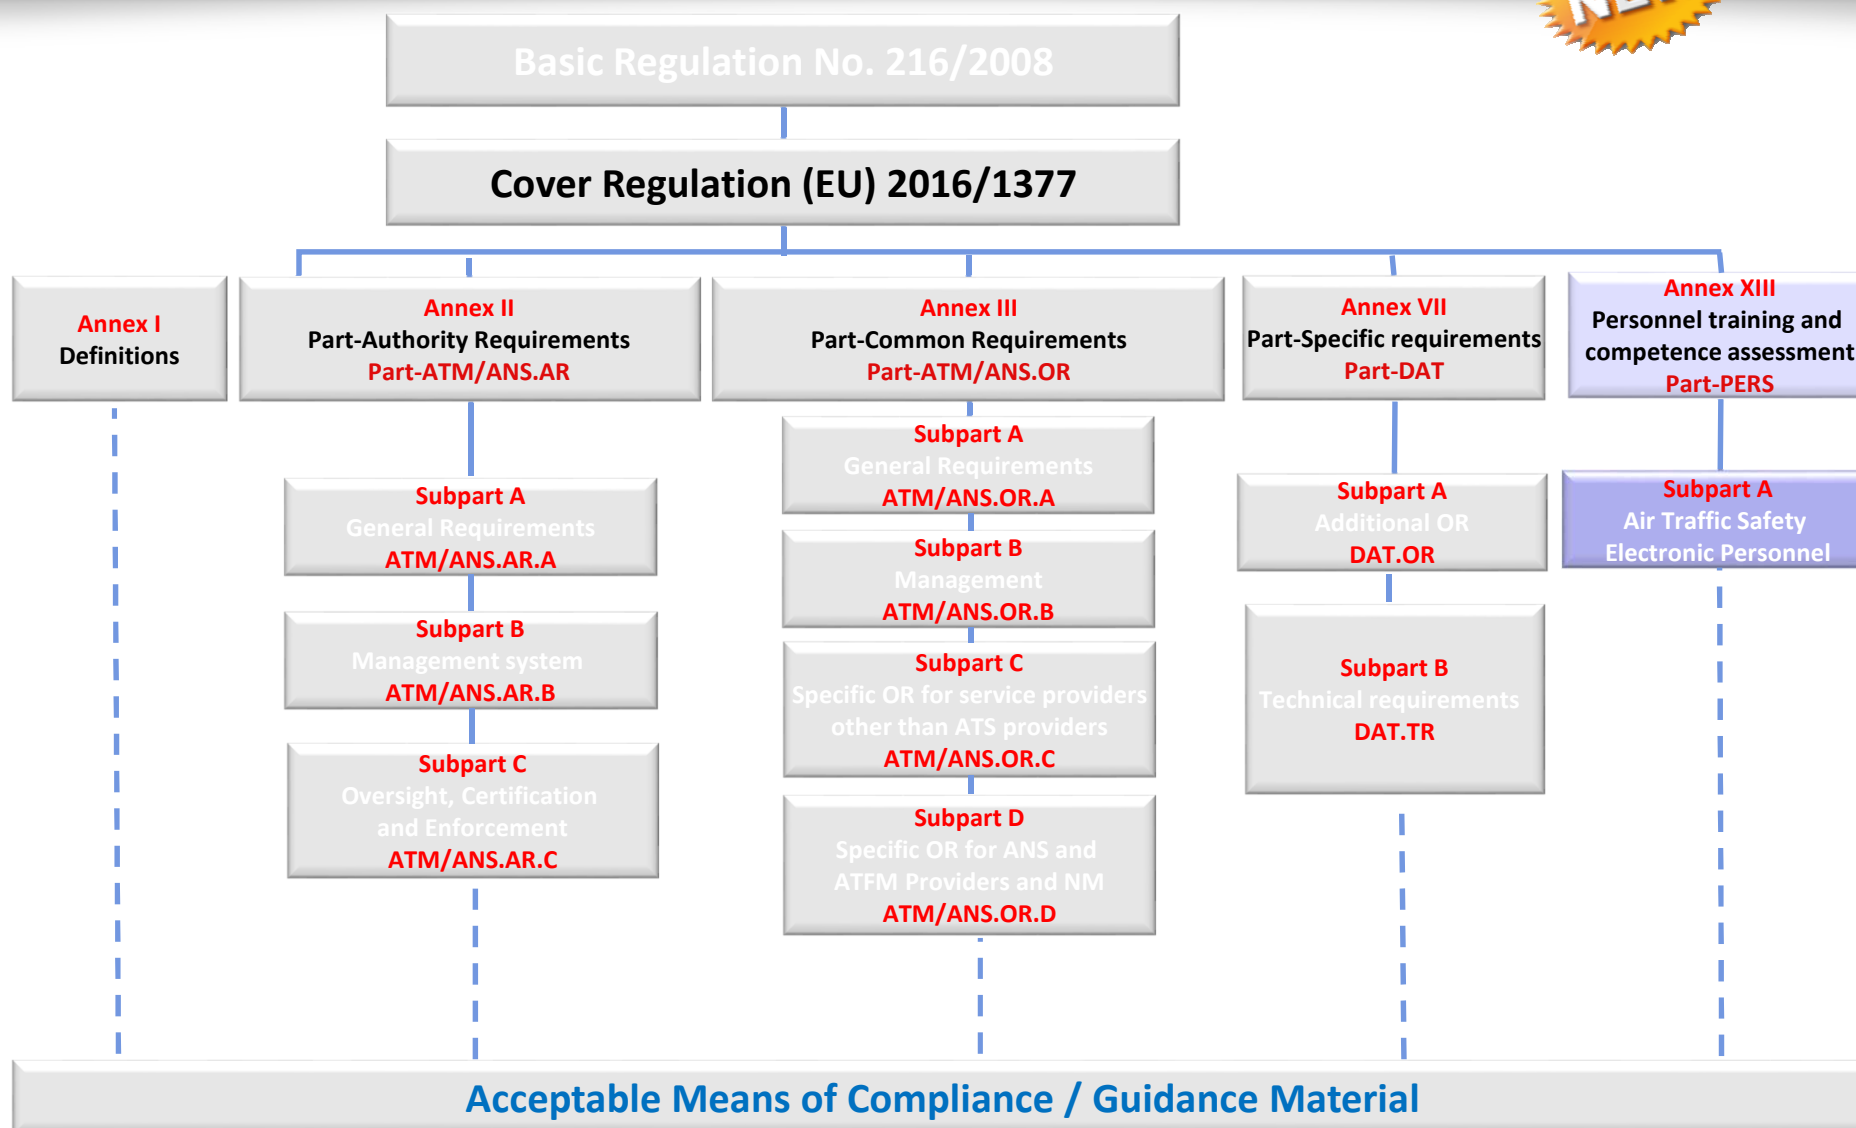 Basic Regulation No. 216/2008
Cover Regulation (EU) 2016/1377
Annex I
Definitions
Annex II
Part-Authority Requirements
Part-ATM/ANS.AR
Annex III
Part-Common Requirements
Part-ATM/ANS.OR
Annex VII
Part-Specific requirements
Part-DAT
Annex XIII
Personnel training and
competence assessment
Part-PERS
Subpart A
General Requirements
ATM/ANS.AR.A
Subpart B
Management system
ATM/ANS.AR.B
Subpart C
Oversight, Certification
and Enforcement
ATM/ANS.AR.C
Subpart A
General Requirements
ATM/ANS.OR.A
Subpart B
Management
ATM/ANS.OR.B
Subpart C
Specific OR for service providers
other than ATS providers
ATM/ANS.OR.C
Subpart D
Specific OR for ANS and
ATFM Providers and NM
ATM/ANS.OR.D
Subpart A
Additional OR
DAT.OR
Subpart B
Technical requirements
DAT.TR
Subpart A
Air Traffic Safety
Electronic Personnel
Acceptable Means of Compliance / Guidance Material